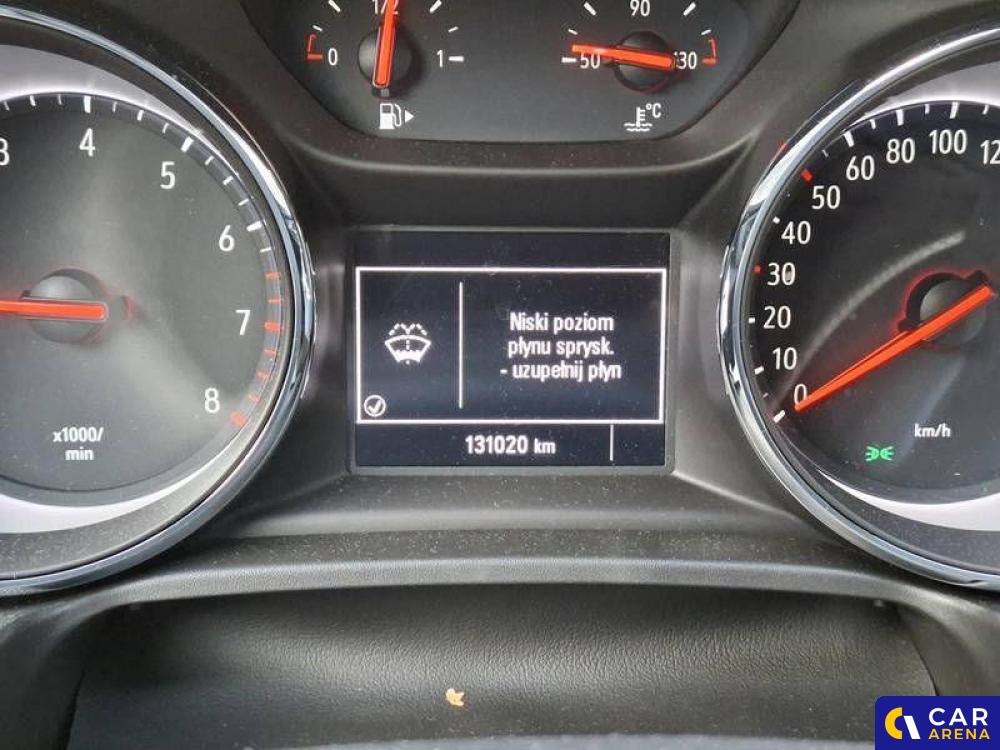 1/2
90
0
1
50
130
°C
3
4
5
6
7
8
x1000/
min
Niski poziom
płynu sprysk.
- uzupełnij płyn
131020 km
0
10
20
30
40
50
60
80
100
km/h
CAR
ARENA